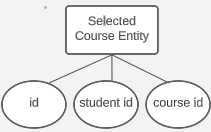 Selected
Course Entity
id
student id
course id